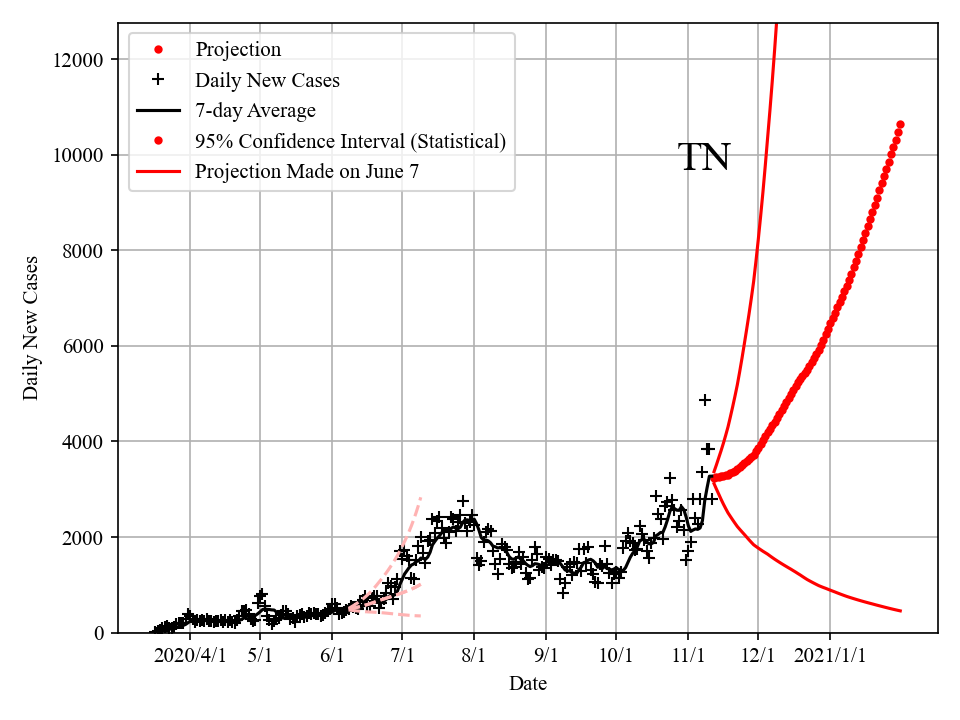 12000
10000
8000
6000
4000
2000
0
Daily New Cases
Projection
Daily New Cases
7-day Average
95% Confidence Interval (Statistical)
Projection Made on June 7
TN
2020/4/1 5/1 6/1 7/1 8/1 9/1 10/1 11/1 12/1 2021/1/1
Date